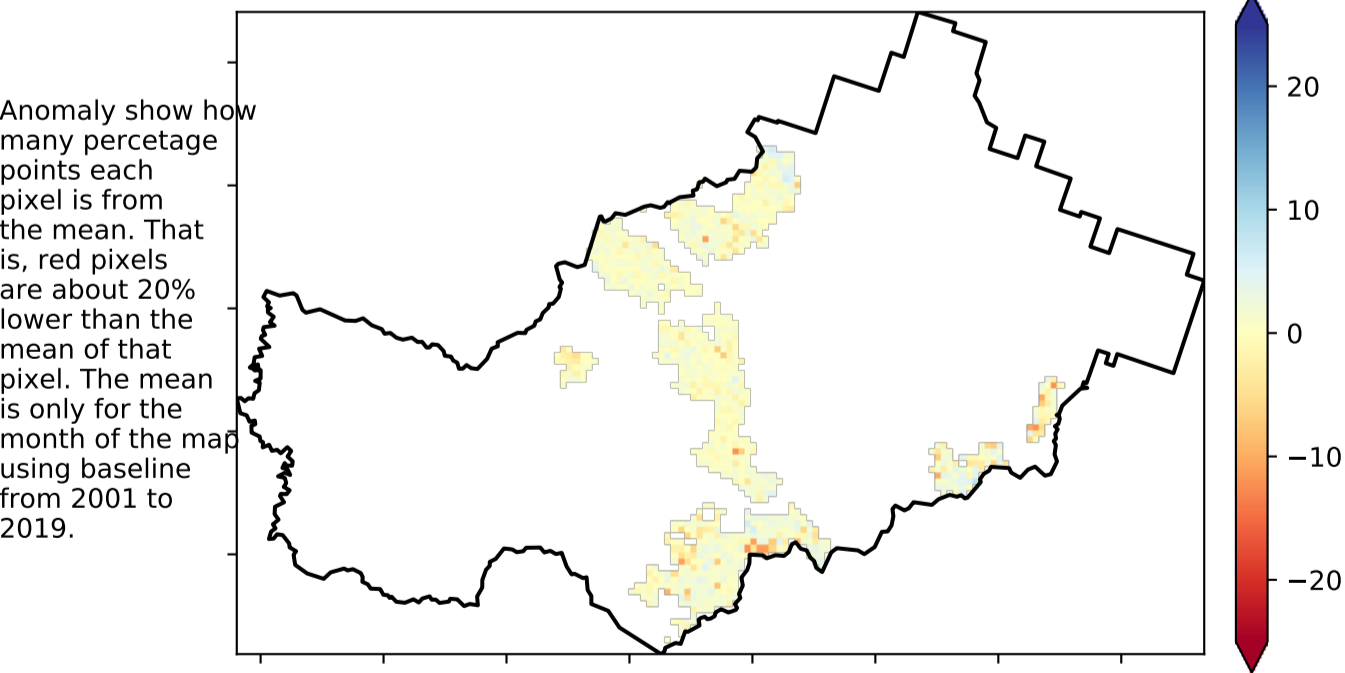 Anomaly show how
many percetage
points each
pixel is from
the mean. That
is, red pixels
are about 20%
lower than the
mean of that
pixel. The mean
is only for the
month of the map
using baseline
from 2001 to
2019.
20
10
0
−10
−20